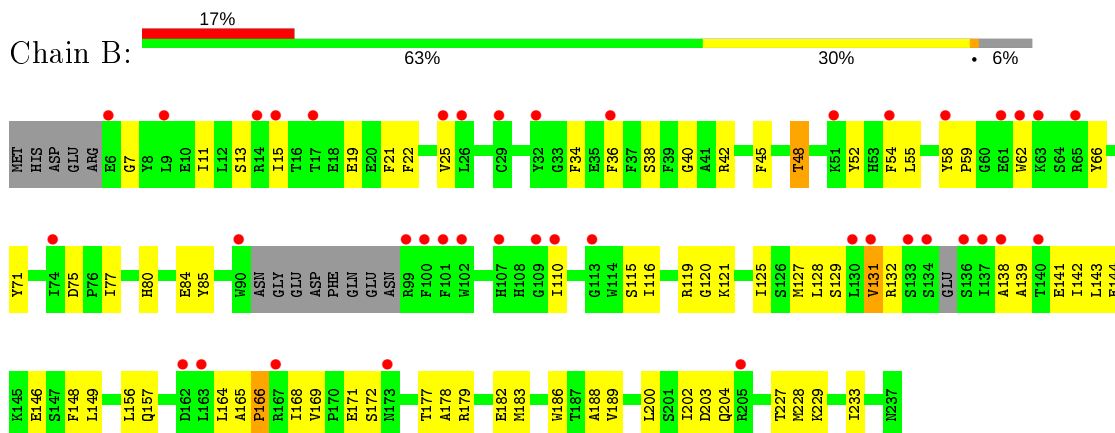 17%
Chain B:
63% 30% • 6%
MET HIS ASP GLU ARG E6 G7 Y8 L9 E10 I11 L12 S13 R14 I15 T16 T17 E18 E19 E20 F21 F22 V25 L26 C29 Y32 G33 F34 E35 F36 F37 S38 F39 G40 A41 R42 F45 T48 K51 Y52 H53 F54 L55 Y58 P59 G60 E61 W62 K63 S64 R65 Y66
Y71 I74 D75 P76 I77 H80 E84 Y85 W90 ASN GLY GLU ASP PHE GLN GLU ASN R99 F100 F101 W102 H107 H108 G109 I110 G113 W114 S115 I116 R119 G120 K121 I125 S126 M127 L128 S129 L130 V131 R132 S133 S134 GLU S136 I137 A138 A139 T140 E141 I142 L143 E144
K145 E146 S147 F148 L149 L156 Q157 D162 L163 L164 A165 P166 R167 I168 V169 P170 E171 S172 N173 T177 A178 R179 E182 M183 W186 T187 A188 V189 L200 S201 I202 D203 Q204 R205 T227 M228 K229 I233 N237